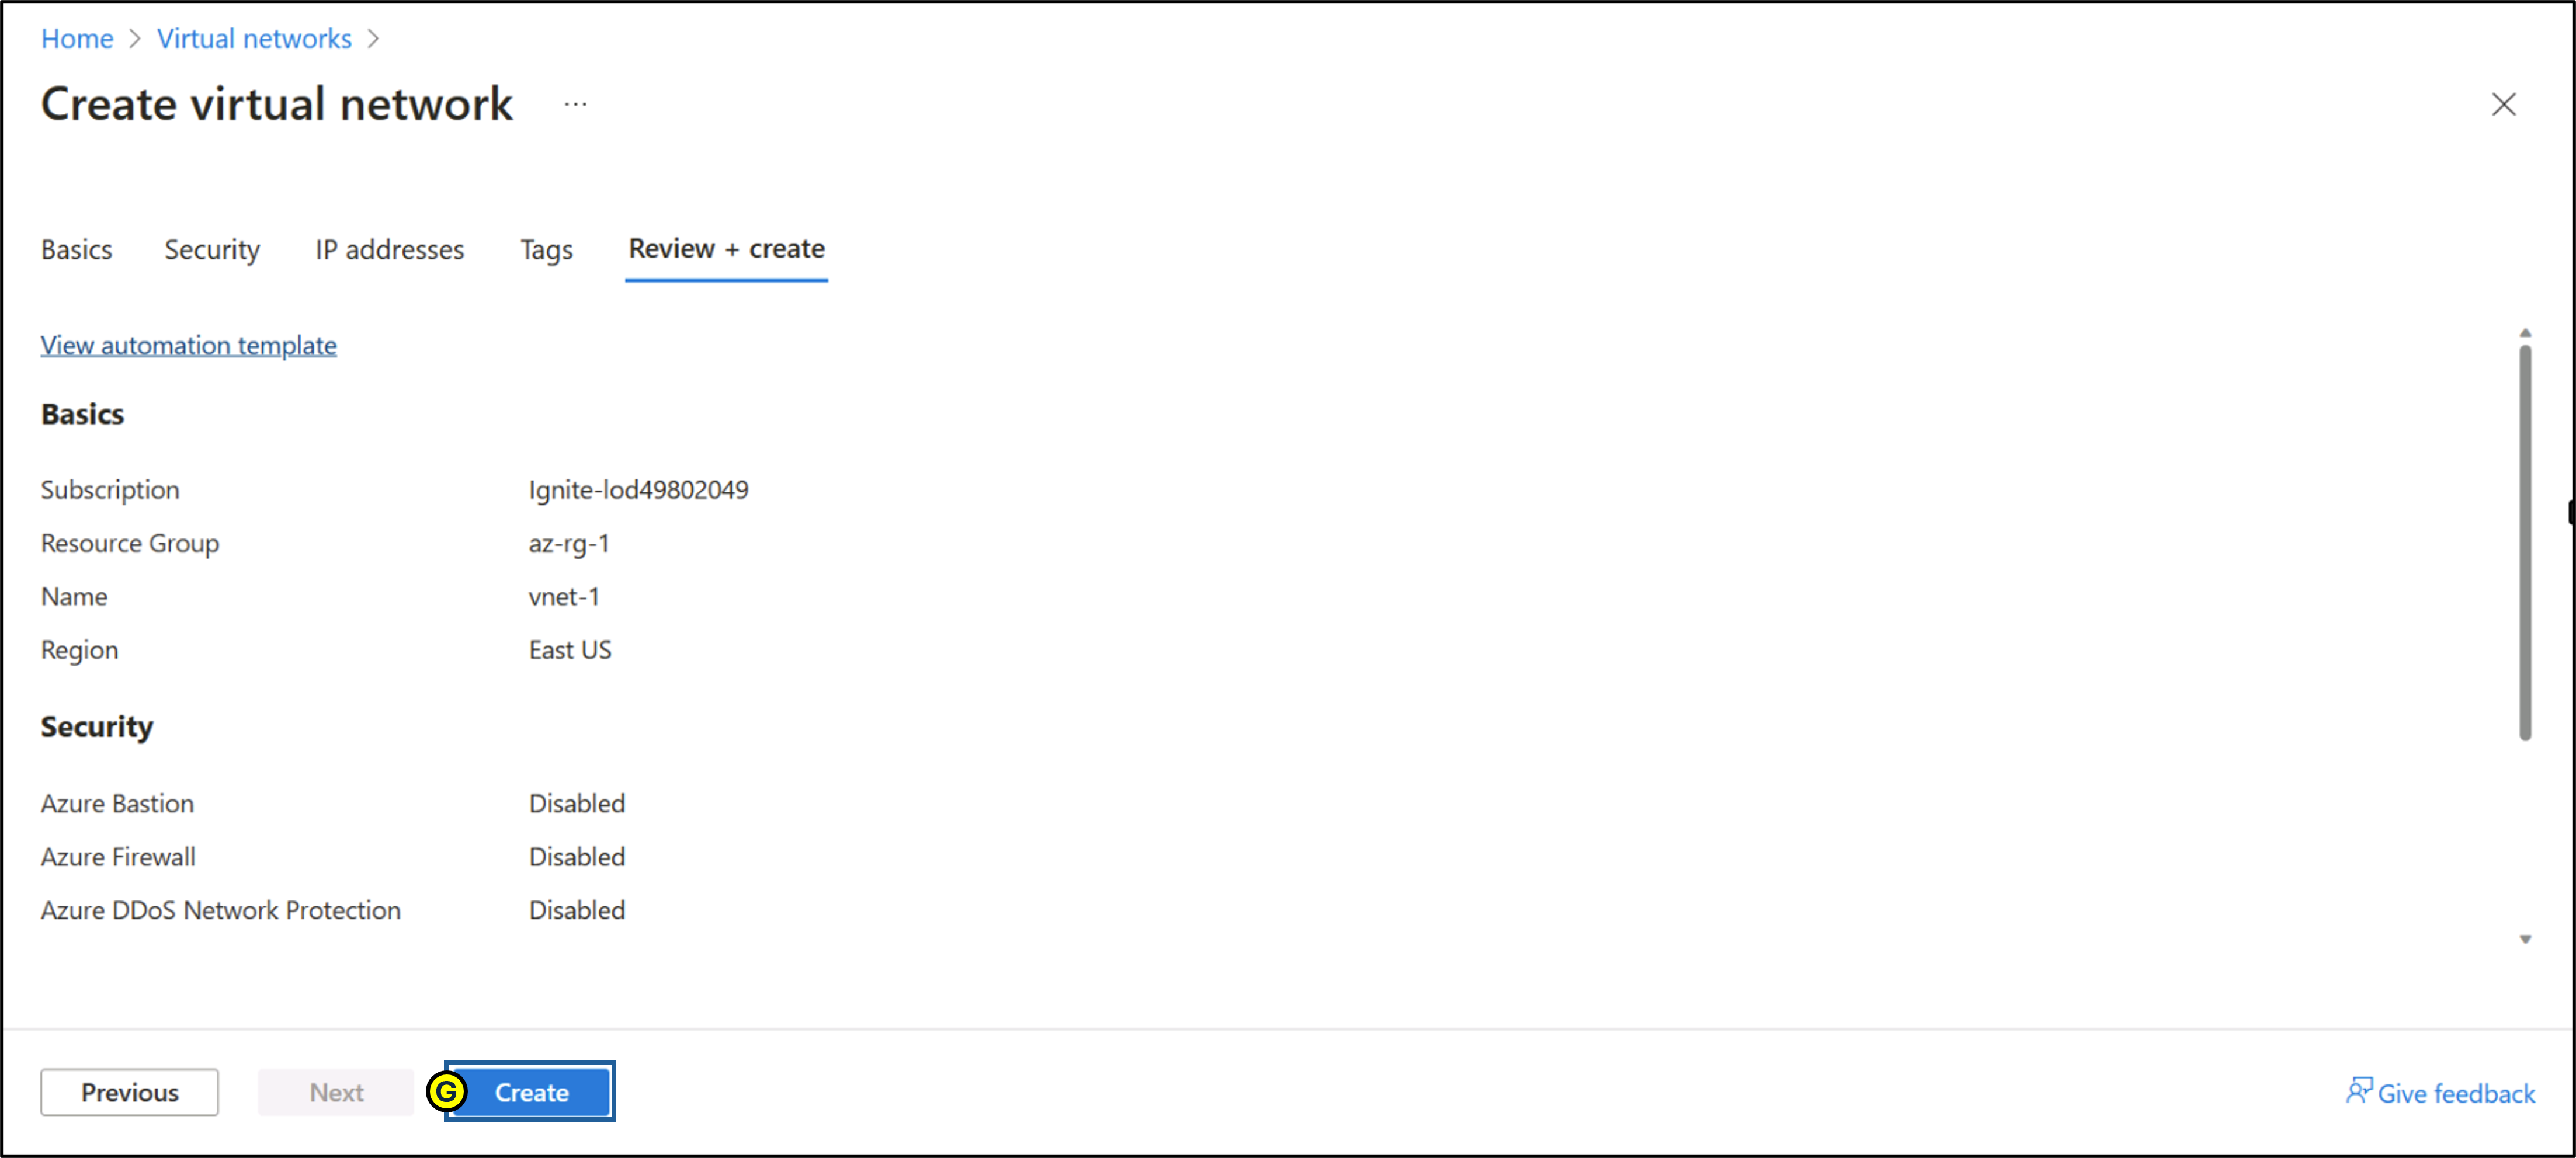 Home > Virtual networks >
Create virtual network ...
Basics Security IP addresses Tags Review + create
View automation template
Basics
Subscription Ignite-lod49802049
Resource Group az-rg-1
Name vnet-1
Region East US
Security
Azure Bastion Disabled
Azure Firewall Disabled
Azure DDoS Network Protection Disabled
Previous Next G Create Give feedback